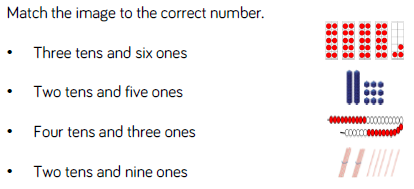 Match the image to the correct number.
• Three tens and six ones
• Two tens and five ones
• Four tens and three ones
• Two tens and nine ones